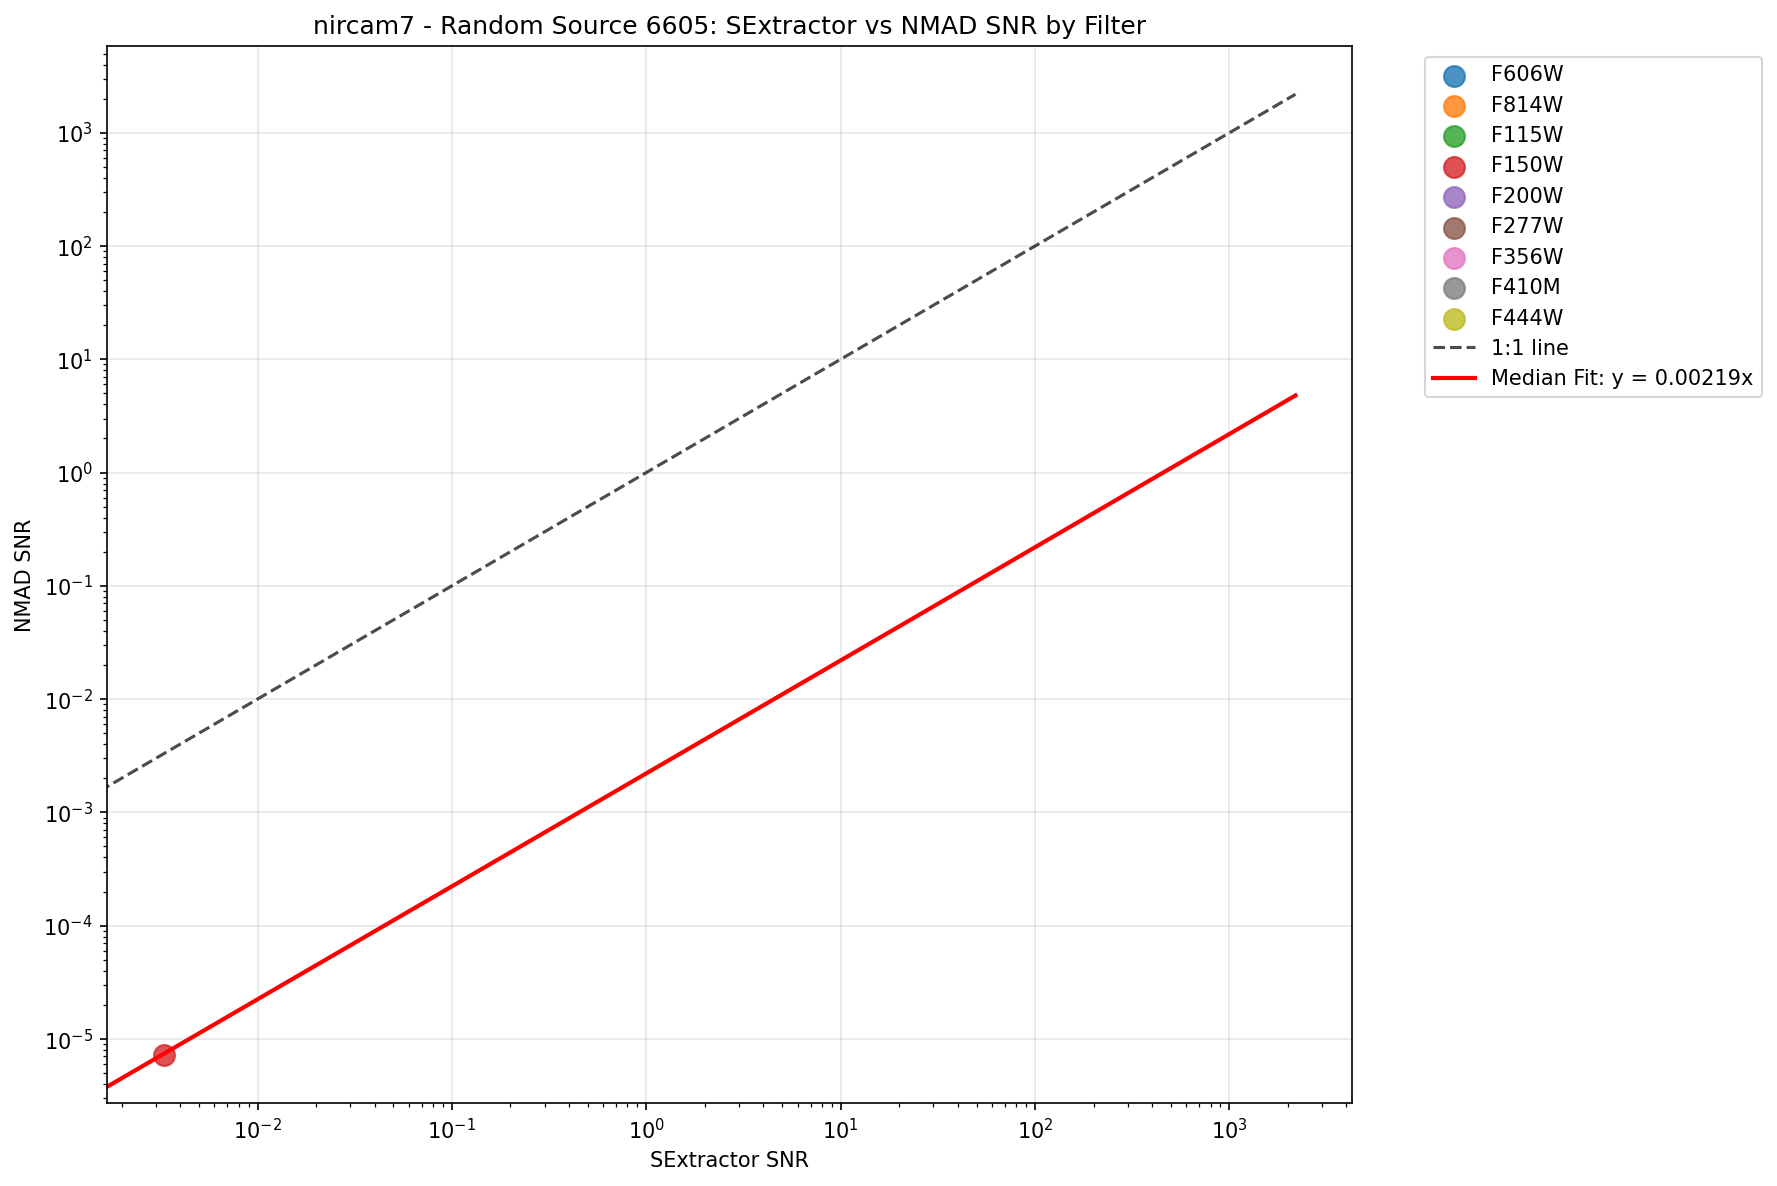 nircam7 - Random Source 6605: SExtractor vs NMAD SNR by Filter
NMAD SNR
10³
10²
10¹
10⁰
10⁻¹
10⁻²
10⁻³
10⁻⁴
10⁻⁵
10⁻² 10⁻¹ 10⁰ 10¹ 10² 10³
SExtractor SNR
F606W
F814W
F115W
F150W
F200W
F277W
F356W
F410M
F444W
1:1 line
Median Fit: y = 0.00219x